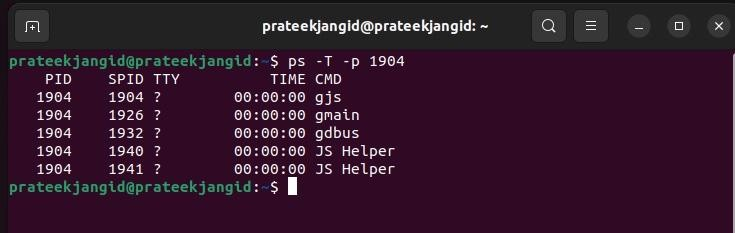 prateekjangid@prateekjangid: ~
prateekjangid@prateekjangid:~$ ps -T -p 1904
    PID    SPID TTY          TIME CMD
   1904    1904 ?        00:00:00 gjs
   1904    1926 ?        00:00:00 gmain
   1904    1932 ?        00:00:00 gdbus
   1904    1940 ?        00:00:00 JS Helper
   1904    1941 ?        00:00:00 JS Helper
prateekjangid@prateekjangid:~$